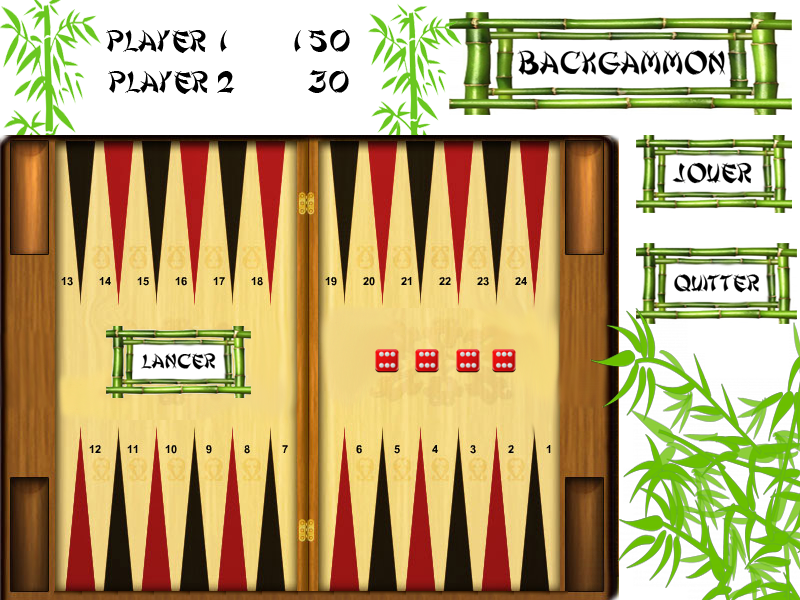 PLAYER 1 150
PLAYER 2 30
BACKGAMMON
JOUER
QUITTER
13 14 15 16 17 18 19 20 21 22 23 24
LANCER
12 11 10 9 8 7 6 5 4 3 2 1